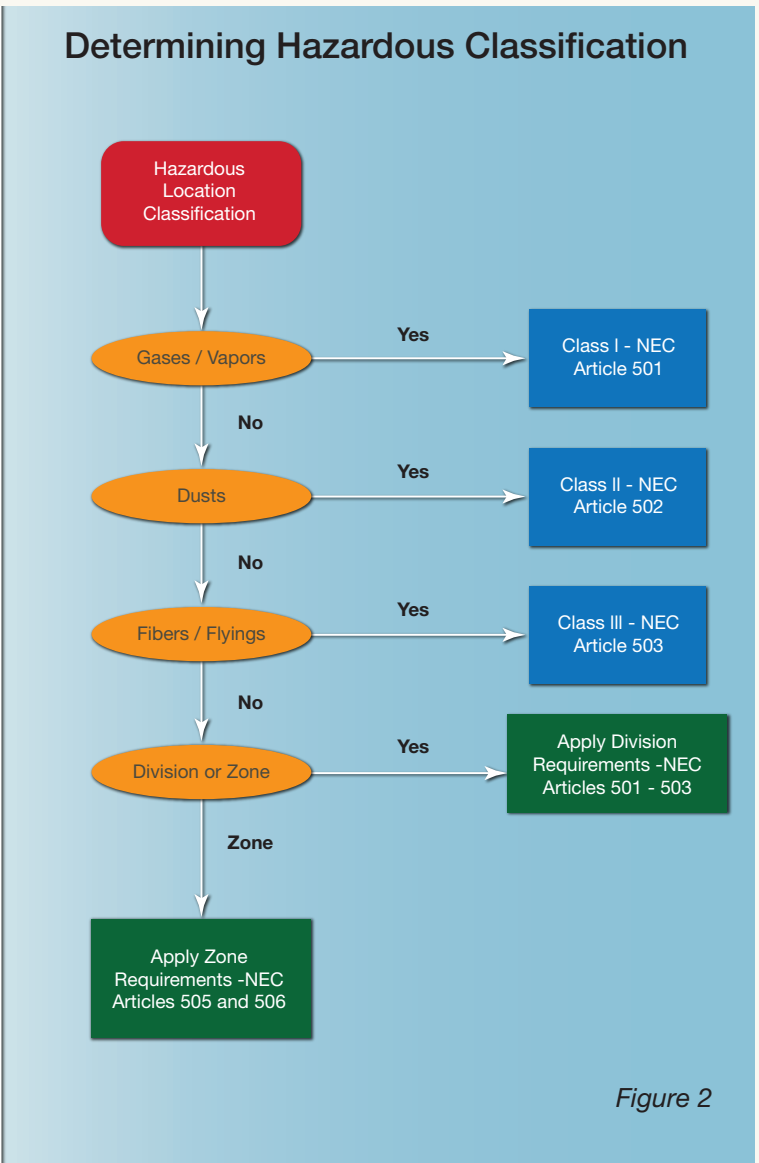 Determining Hazardous Classification
Hazardous
Location
Classification
Gases / Vapors
Yes
Class I - NEC
Article 501
No
Dusts
Yes
Class II - NEC
Article 502
No
Fibers / Flyings
Yes
Class III - NEC
Article 503
No
Division or Zone
Yes
Apply Division
Requirements -NEC
Articles 501 - 503
Zone
Apply Zone
Requirements -NEC
Articles 505 and 506
Figure 2